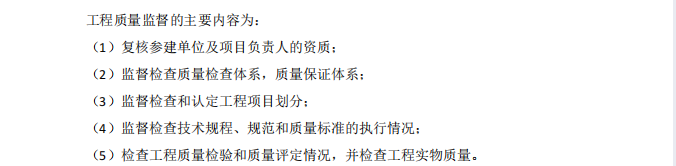 工程质量监督的主要内容为：
（1）复核参建单位及项目负责人的资质；
（2）监督检查质量检查体系，质量保证体系；
（3）监督检查和认定工程项目划分；
（4）监督检查技术规程、规范和质量标准的执行情况；
（5）检查工程质量检验和质量评定情况，并检查工程实物质量。